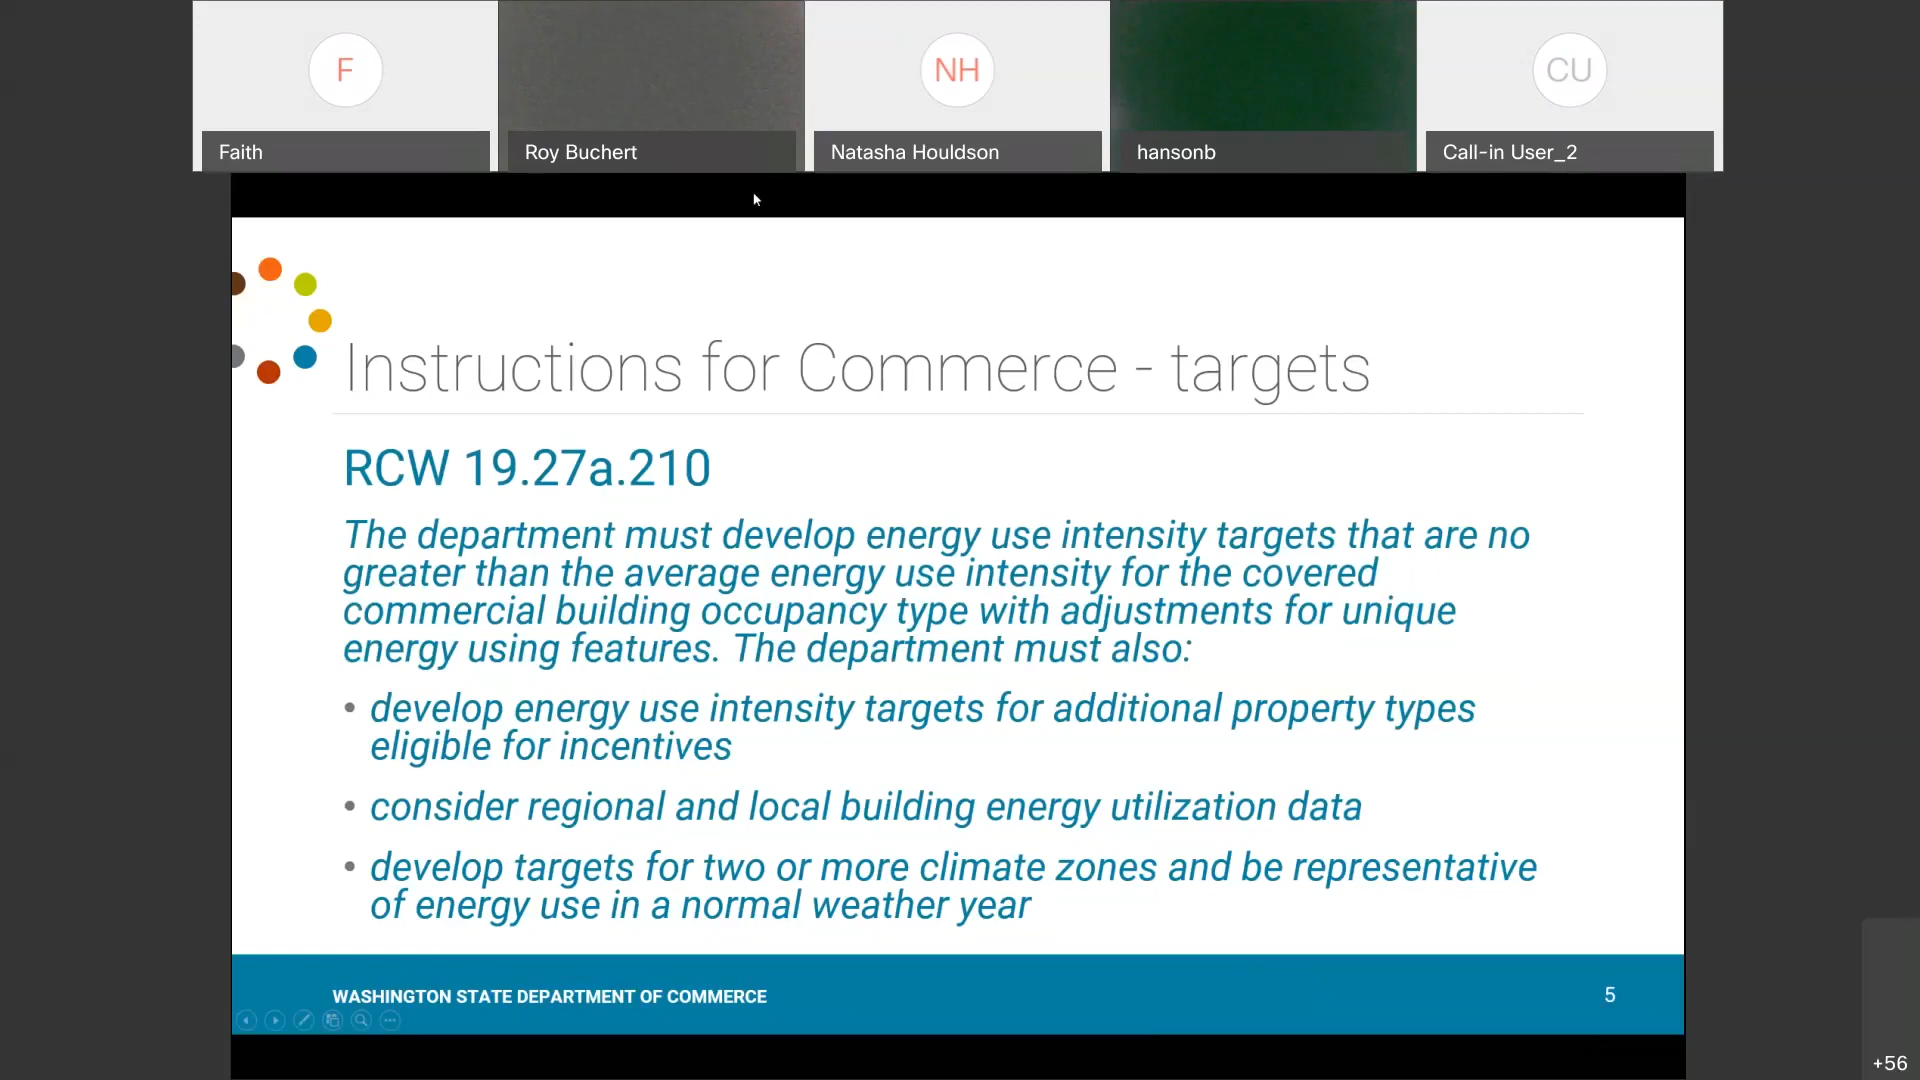 F
NH
CU
Faith
Roy Buchert
Natasha Houldson
hansonb
Call-in User_2
Instructions for Commerce - targets
RCW 19.27a.210
The department must develop energy use intensity targets that are no
greater than the average energy use intensity for the covered
commercial building occupancy type with adjustments for unique
energy using features. The department must also:
• develop energy use intensity targets for additional property types
eligible for incentives
• consider regional and local building energy utilization data
• develop targets for two or more climate zones and be representative
of energy use in a normal weather year
WASHINGTON STATE DEPARTMENT OF COMMERCE
5
+56